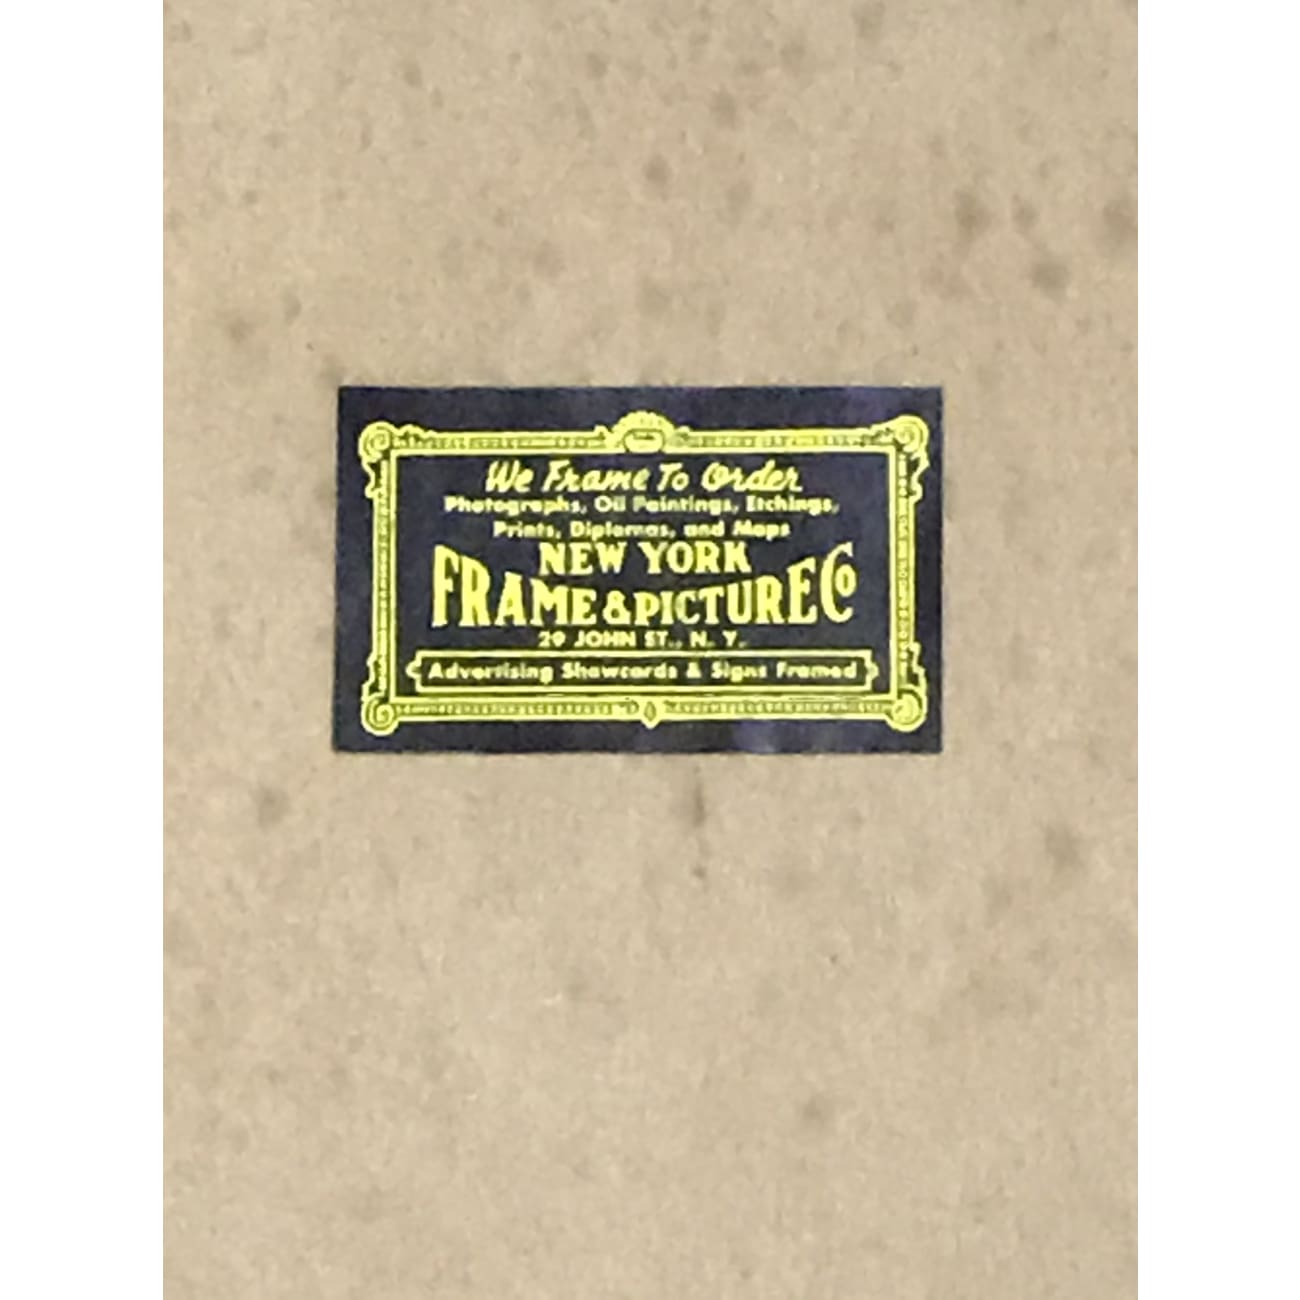 We Frame To Order
Photographs, Oil Paintings, Etchings,
Prints, Diplomas, and Maps
NEW YORK
FRAME & PICTURE Co
29 JOHN ST., N. Y.
Advertising Showcards & Signs Framed